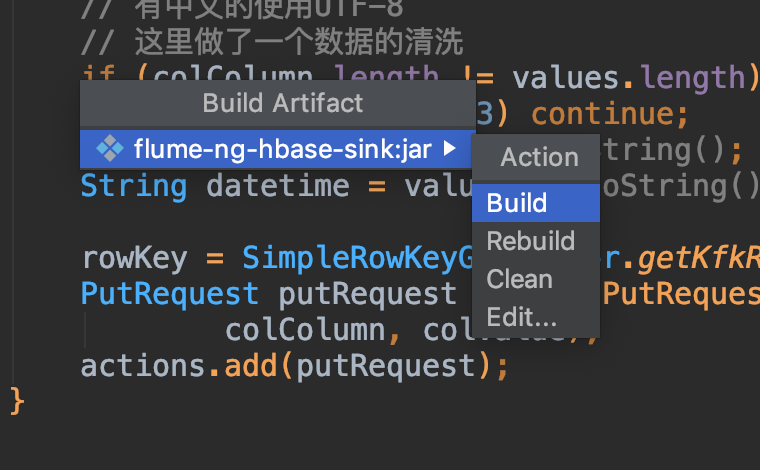 // 有中文的使用UTF-8
// 这里做了一个数据的清洗
if (colColumn.length != values.length)
Build Artifact
3) continue;
flume-ng-hbase-sink:jar
Action
tring();
String datetime = valu
oString()
Build
Rebuild
rowKey = SimpleRowKeyG
r.getKfkR
Clean
PutRequest putRequest
PutReques
Edit...
colColumn,
actions.add(putRequest);
}